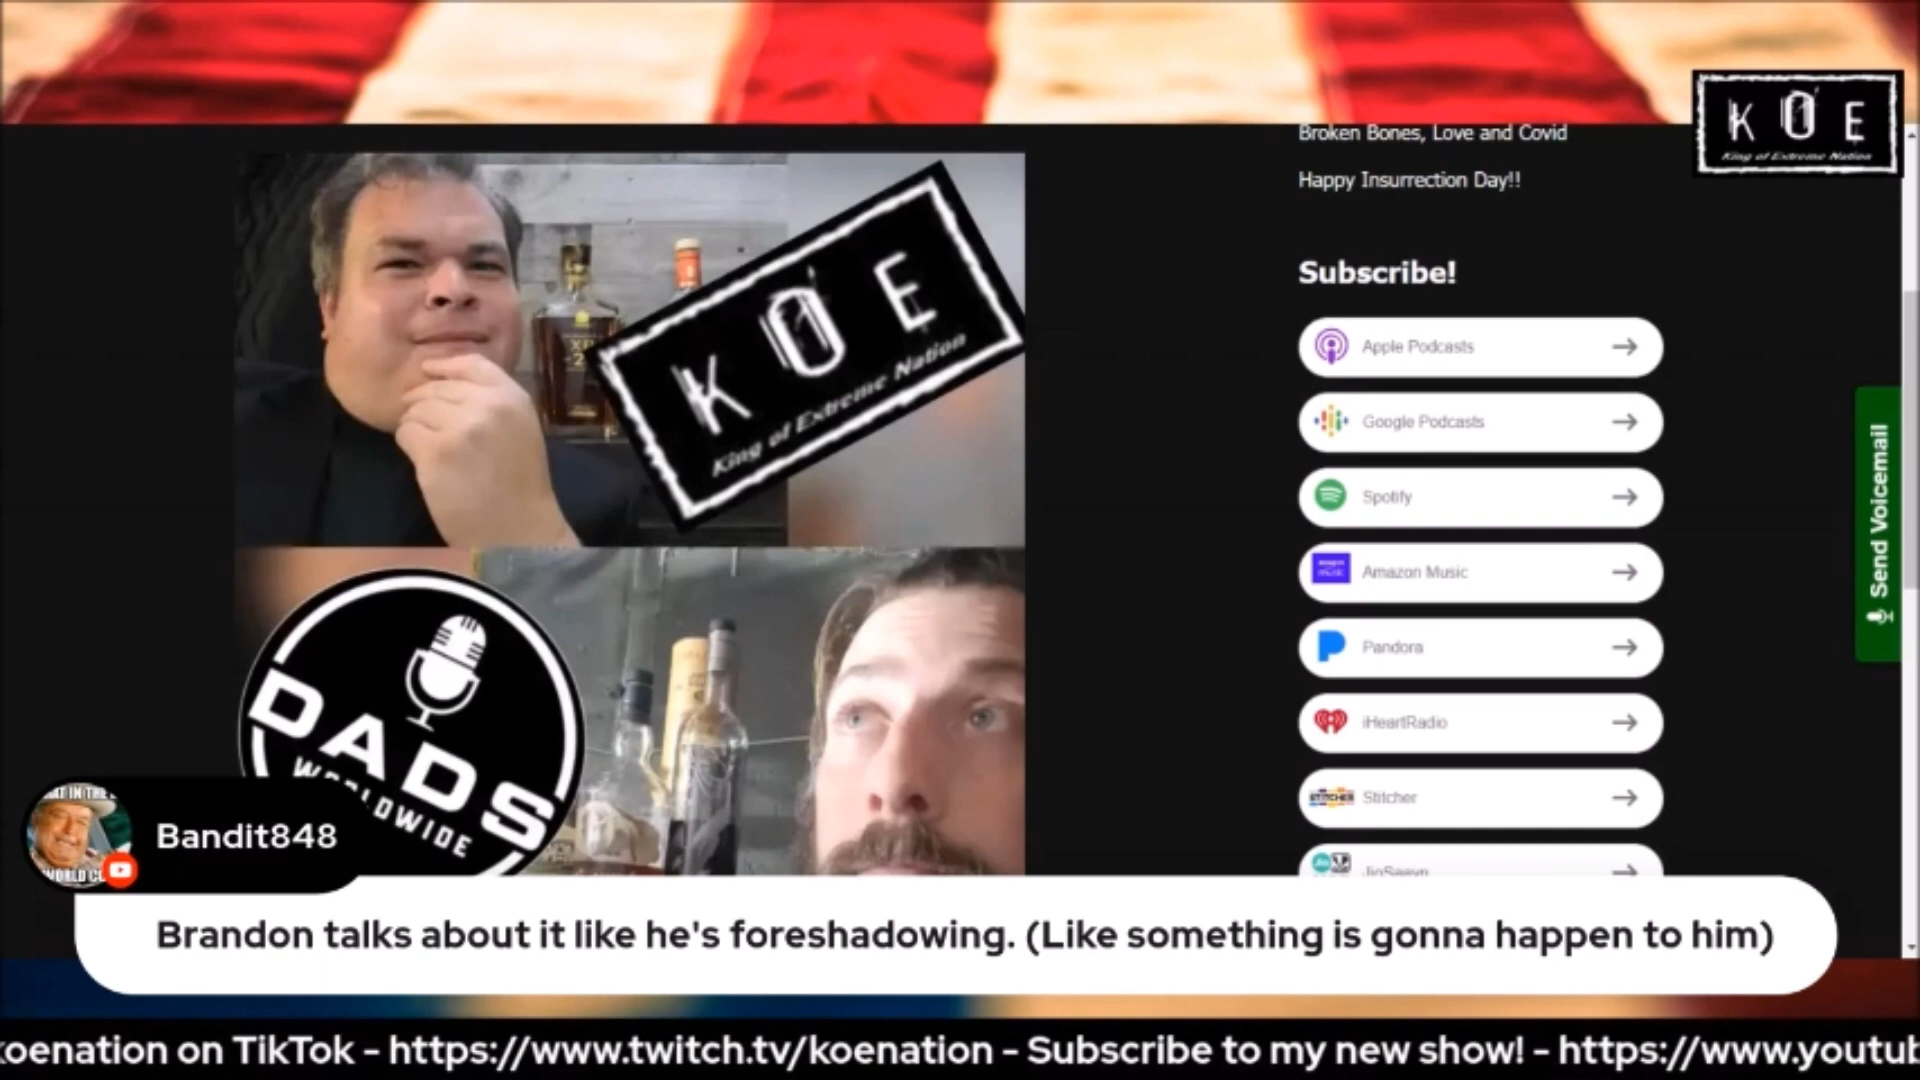 Broken Bones, Love and Covid
KOE
King of Extreme Nation
Happy Insurrection Day!!
KOE
King of Extreme Nation
Subscribe!
Apple Podcasts
Google Podcasts
Spotify
Amazon Music
Pandora
iHeartRadio
STITCHER Stitcher
Send Voicemail
DADS
WORLDWIDE
JioSaavn
Bandit848
Brandon talks about it like he's foreshadowing. (Like something is gonna happen to him)
koenation on TikTok - https://www.twitch.tv/koenation - Subscribe to my new show! - https://www.youtub